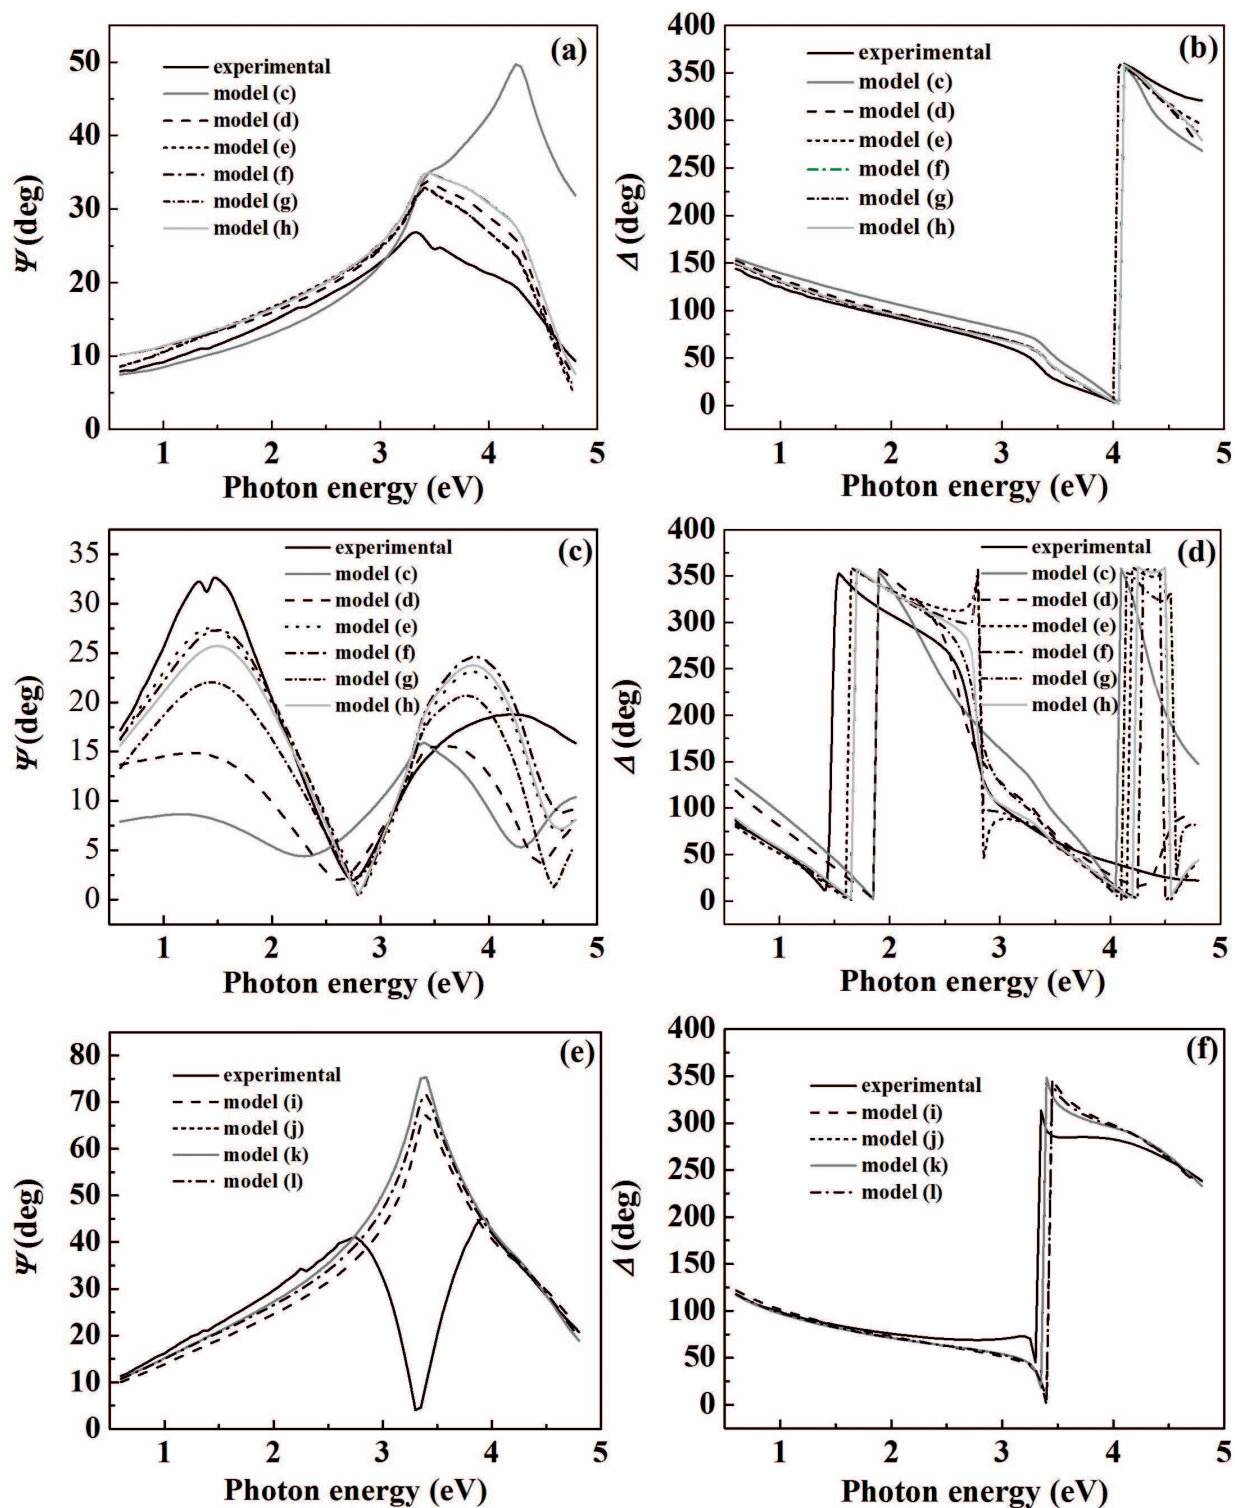 (a)
50
40
30
20
10
0
Ψ (deg)
experimental
model (c)
model (d)
model (e)
model (f)
model (g)
model (h)
1 2 3 4 5
Photon energy (eV)
(b)
400
350
300
250
200
150
100
50
0
Δ (deg)
experimental
model (c)
model (d)
model (e)
model (f)
model (g)
model (h)
1 2 3 4 5
Photon energy (eV)
(c)
35
30
25
20
15
10
5
0
Ψ (deg)
experimental
model (c)
model (d)
model (e)
model (f)
model (g)
model (h)
1 2 3 4 5
Photon energy (eV)
(d)
400
350
300
250
200
150
100
50
0
Δ (deg)
experimental
model (c)
model (d)
model (e)
model (f)
model (g)
model (h)
1 2 3 4 5
Photon energy (eV)
(e)
80
70
60
50
40
30
20
10
0
Ψ (deg)
experimental
model (i)
model (j)
model (k)
model (l)
1 2 3 4 5
Photon energy (eV)
(f)
400
350
300
250
200
150
100
50
0
Δ (deg)
experimental
model (i)
model (j)
model (k)
model (l)
1 2 3 4 5
Photon energy (eV)